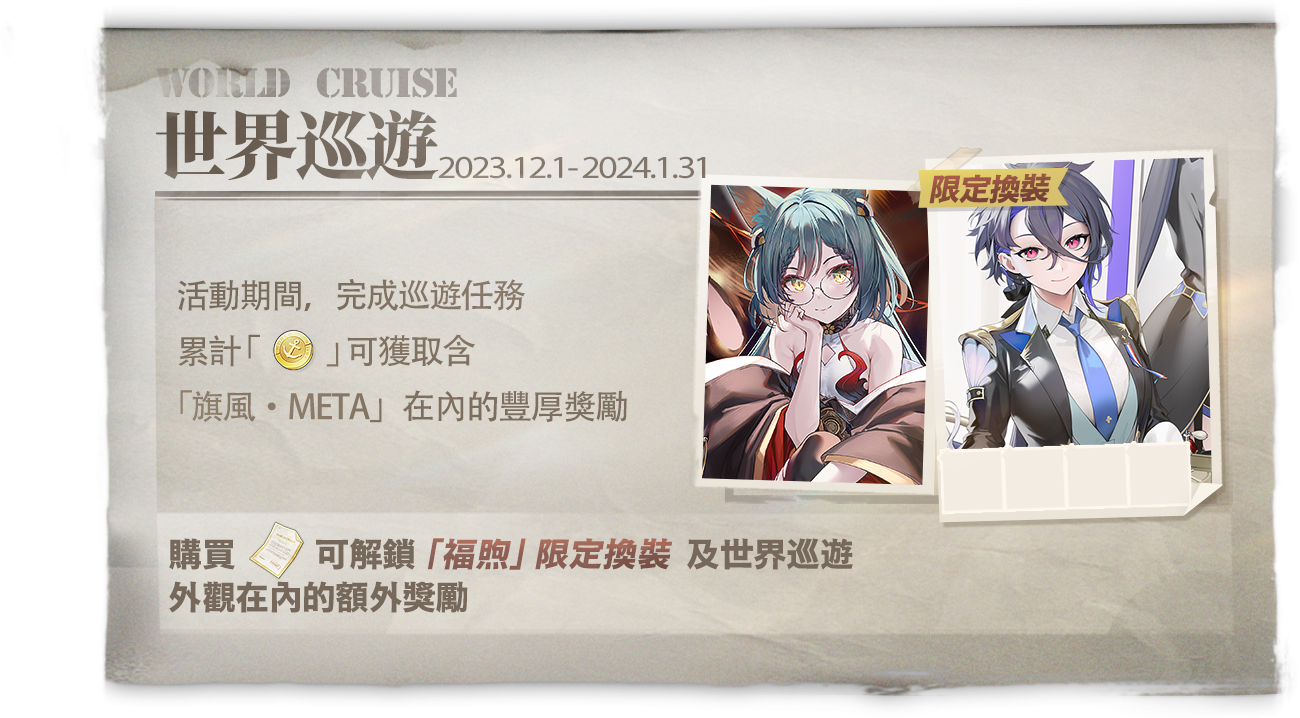 WORLD CRUISE
世界巡遊 2023.12.1-2024.1.31
限定換裝
活動期間，完成巡遊任務
累計「 」可獲取含
「旗風・META」在內的豐厚獎勵
購買 可解鎖「福煦」限定換裝 及世界巡遊
外觀在內的額外獎勵